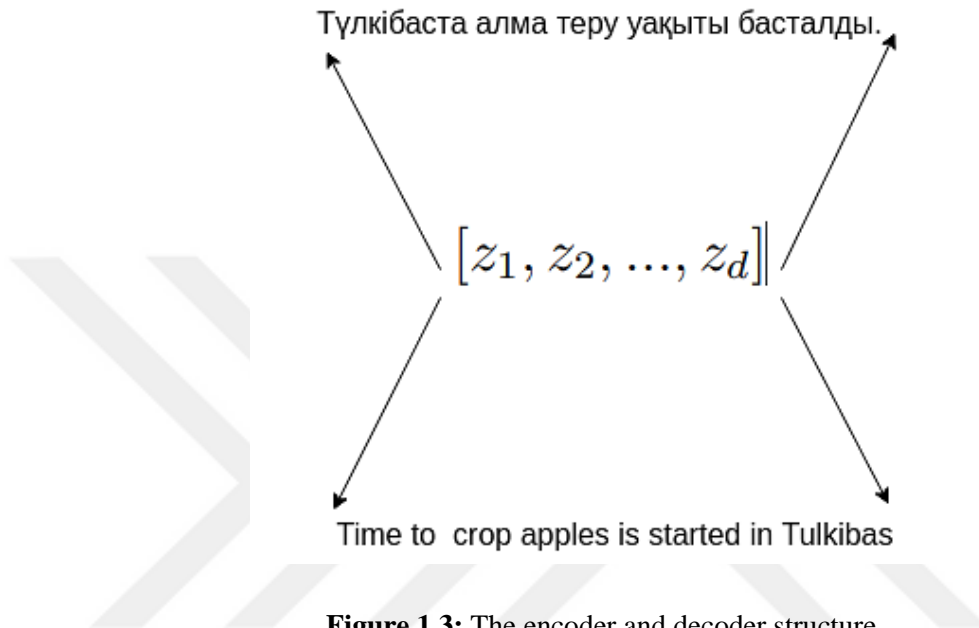 Түлкібаста алма теру уақыты басталды.
[z₁, z₂, ..., z_d]
Time to  crop apples is started in Tulkibas
Figure 1.3: The encoder and decoder structure